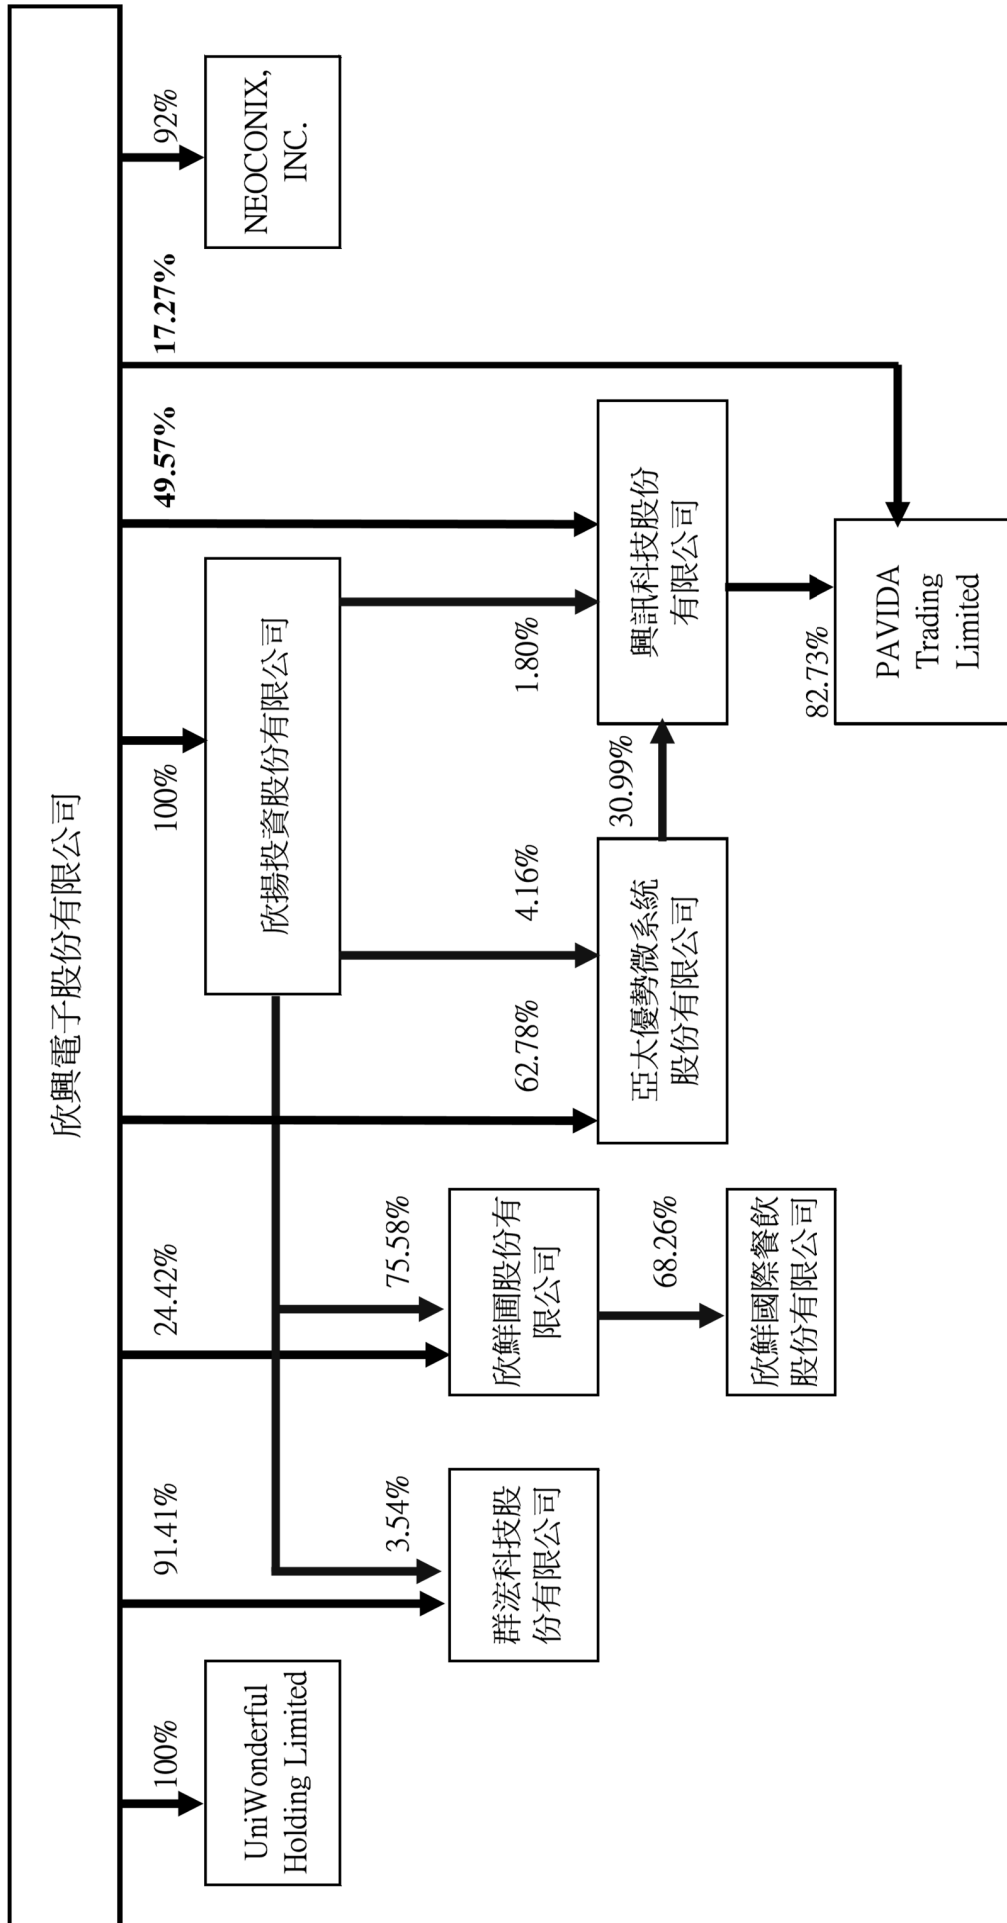 欣興電子股份有限公司
100%
91.41%
24.42%
100%
49.57%
17.27%
92%
UniWonderful
Holding Limited
欣揚投資股份有限公司
NEOCONIX,
INC.
3.54%
75.58%
62.78%
4.16%
1.80%
群浤科技股
份有限公司
欣鮮圃股份有
限公司
亞太優勢微系統
股份有限公司
30.99%
興訊科技股份
有限公司
68.26%
82.73%
欣鮮國際餐飲
股份有限公司
PAVIDA
Trading
Limited